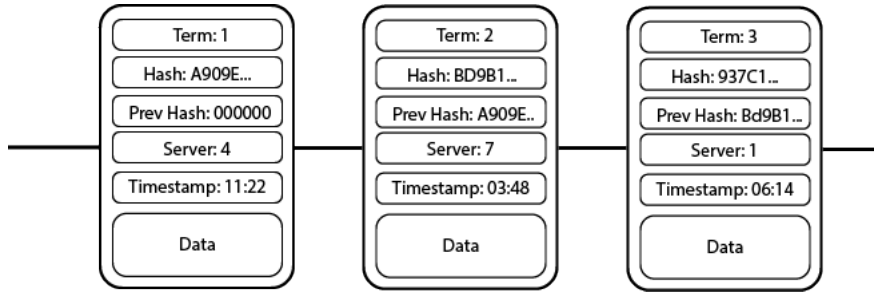 Term: 1
Hash: A909E...
Prev Hash: 000000
Server: 4
Timestamp: 11:22
Data
Term: 2
Hash: BD9B1...
Prev Hash: A909E..
Server: 7
Timestamp: 03:48
Data
Term: 3
Hash: 937C1...
Prev Hash: Bd9B1...
Server: 1
Timestamp: 06:14
Data